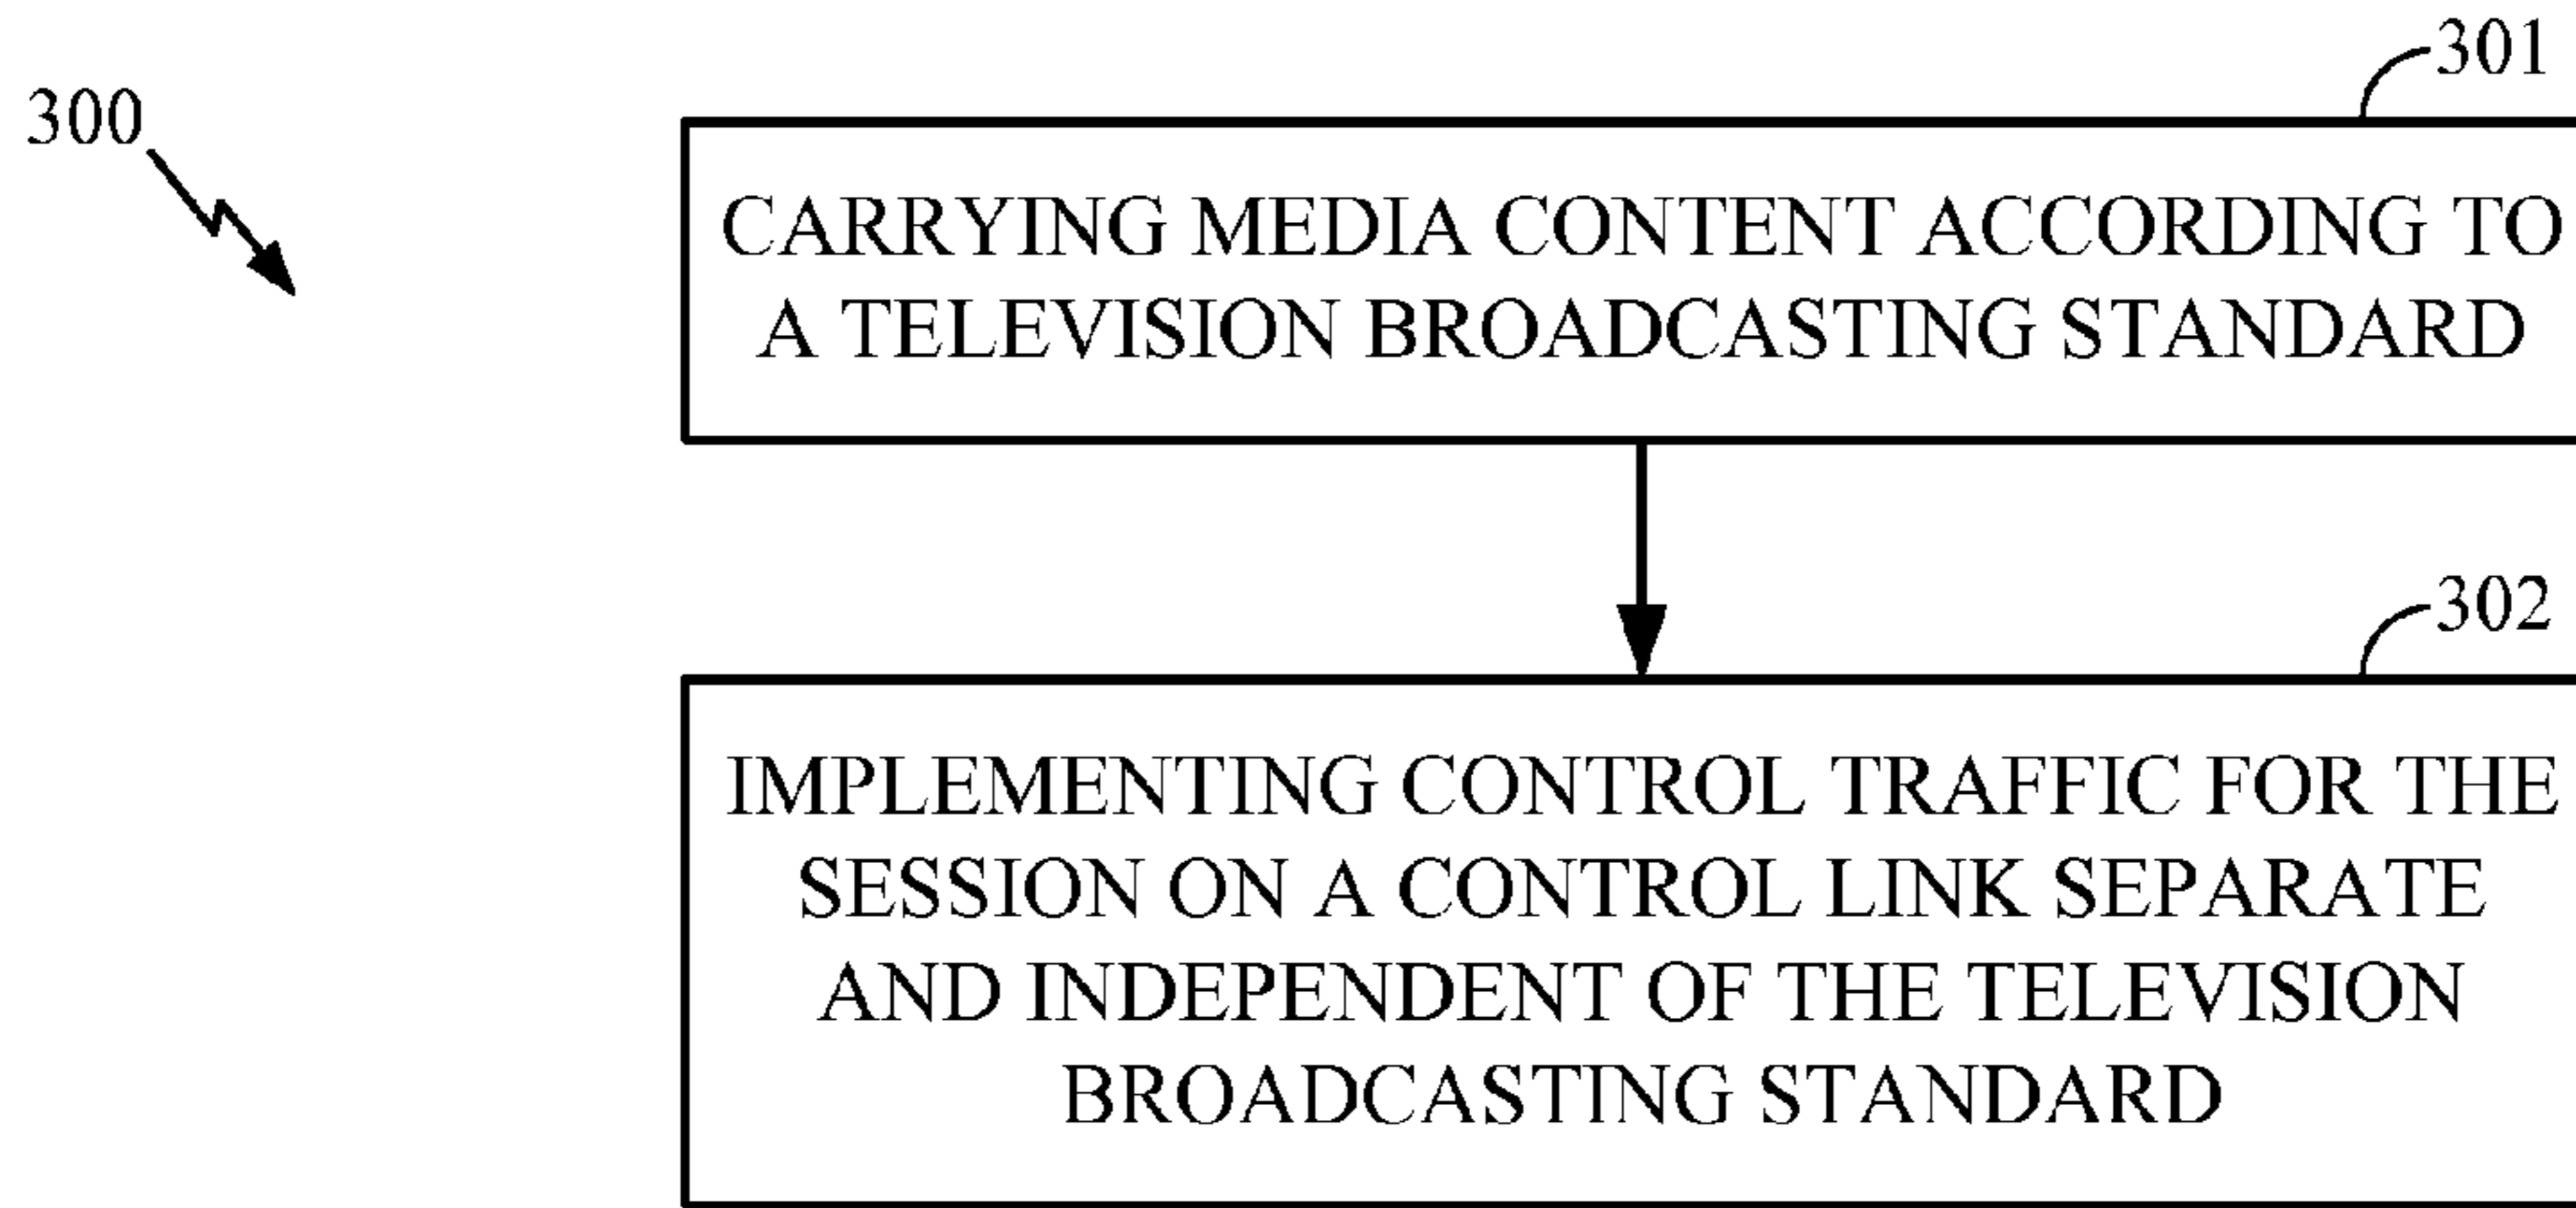 300
301
CARRYING MEDIA CONTENT ACCORDING TO
A TELEVISION BROADCASTING STANDARD
302
IMPLEMENTING CONTROL TRAFFIC FOR THE
SESSION ON A CONTROL LINK SEPARATE
AND INDEPENDENT OF THE TELEVISION
BROADCASTING STANDARD